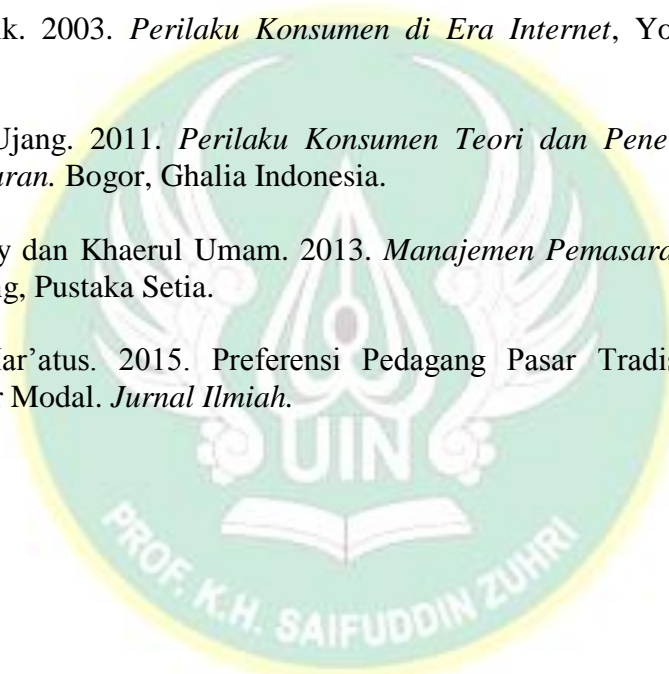 k. 2003. Perilaku Konsumen di Era Internet, Yo
Ujang. 2011. Perilaku Konsumen Teori dan Pene
aran. Bogor, Ghalia Indonesia.
y dan Khaerul Umam. 2013. Manajemen Pemasara
ng, Pustaka Setia.
ar’atus. 2015. Preferensi Pedagang Pasar Tradis
r Modal. Jurnal Ilmiah.
UIN
PROF. K.H. SAIFUDDIN ZUHRI